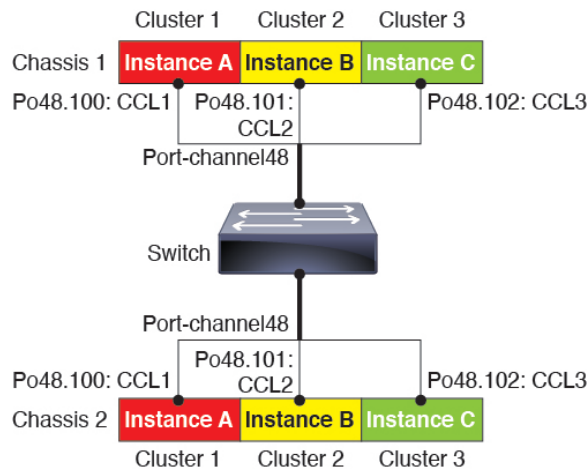 Cluster 1 Cluster 2 Cluster 3
Chassis 1 Instance A Instance B Instance C
Po48.100: CCL1 Po48.101: Po48.102: CCL3
CCL2
Port-channel48
Switch
Port-channel48
Po48.100: CCL1 Po48.101: Po48.102: CCL3
CCL2
Chassis 2 Instance A Instance B Instance C
Cluster 1 Cluster 2 Cluster 3